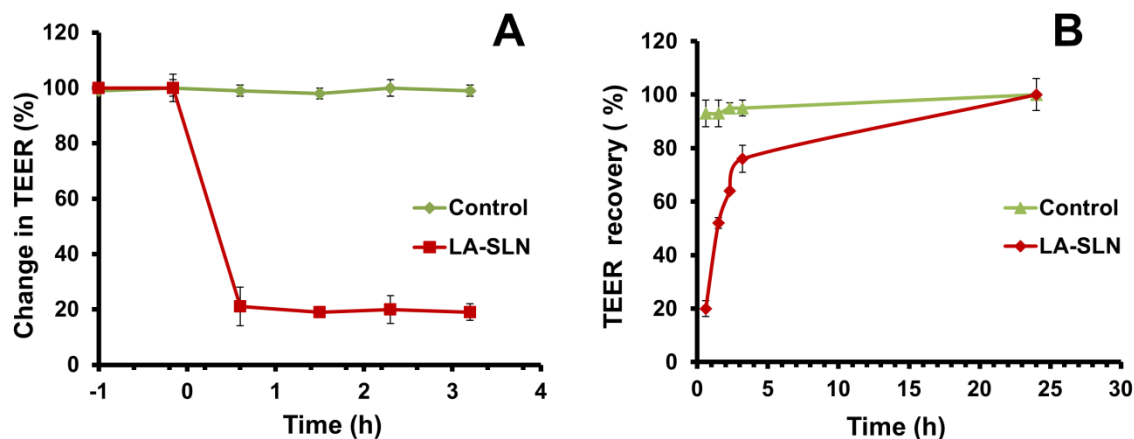 A
Change in TEER (%)
120
100
80
60
40
20
0
Control
LA-SLN
-1 0 1 2 3 4
Time (h)
B
TEER recovery ( %)
120
100
80
60
40
20
0
Control
LA-SLN
0 5 10 15 20 25 30
Time (h)